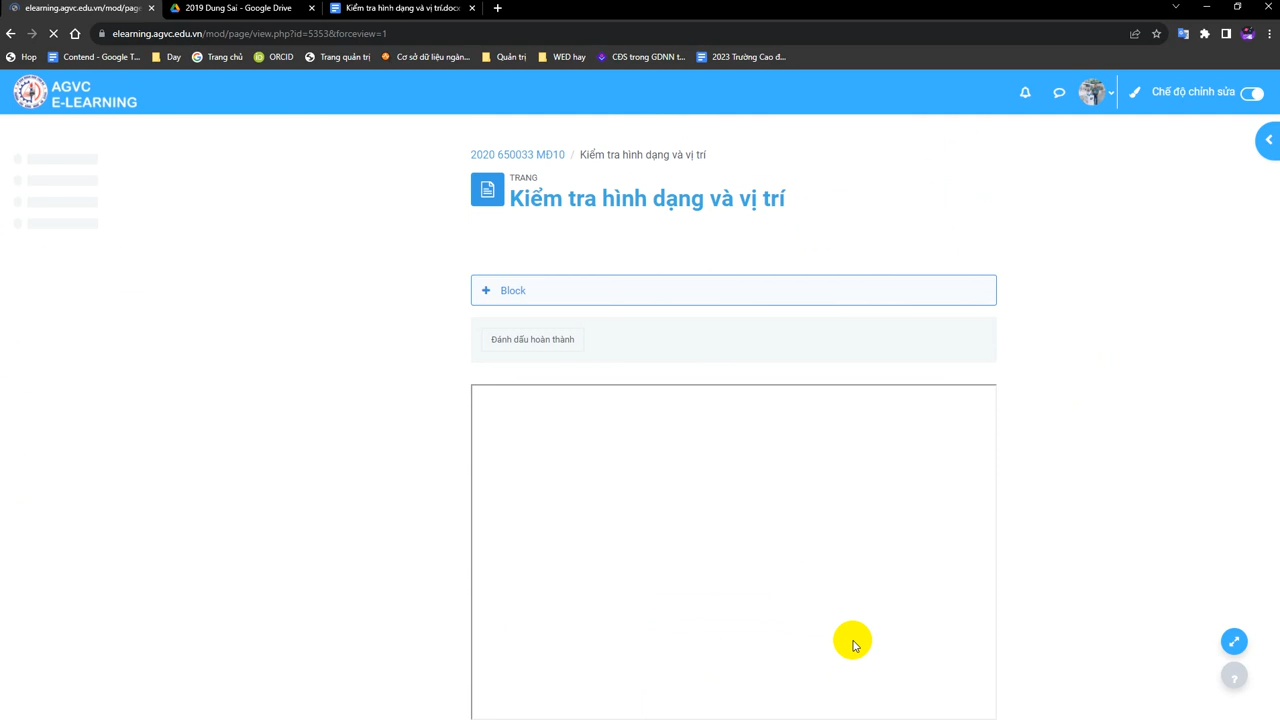 elearning.agvc.edu.vn/mod/page
2019 Dung Sai - Google Drive
Kiểm tra hình dạng và vị trí.docx
elearning.agvc.edu.vn/mod/page/view.php?id=5353&forceview=1
Hop
Contend - Google T...
Day
Trang chủ
ORCID
Trang quản trị
Cơ sở dữ liệu ngàn...
Quản trị
WED hay
CĐS trong GDNN t...
2023 Trường Cao đ...
AGVC
E-LEARNING
Chế độ chỉnh sửa
2020 650033 MĐ10 / Kiểm tra hình dạng và vị trí
TRANG
Kiểm tra hình dạng và vị trí
+ Block
Đánh dấu hoàn thành
?